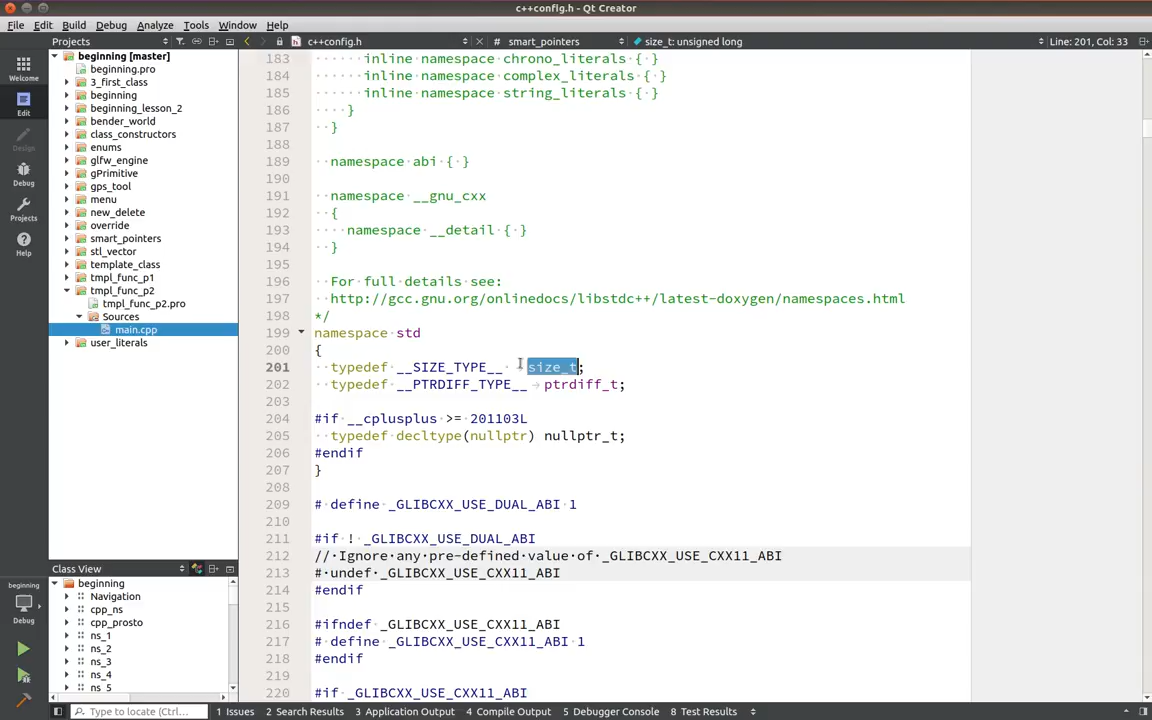 c++config.h - Qt Creator
File Edit Build Debug Analyze Tools Window Help
Projects
c++config.h
# smart_pointers
size_t: unsigned long
Line: 201, Col: 33
Welcome
Edit
Design
Debug
Projects
Help
beginning [master]
beginning.pro
3_first_class
beginning
beginning_lesson_2
bender_world
class_constructors
enums
glfw_engine
gPrimitive
gps_tool
menu
new_delete
override
smart_pointers
stl_vector
template_class
tmpl_func_p1
tmpl_func_p2
tmpl_func_p2.pro
Sources
main.cpp
user_literals
Class View
beginning
Navigation
cpp_ns
cpp_prosto
ns_1
ns_2
ns_3
ns_4
ns_5
beginning
Debug
183 inline namespace chrono_literals { }
184 inline namespace complex_literals { }
185 inline namespace string_literals { }
186 }
187 }
188
189 namespace abi { }
190
191 namespace __gnu_cxx
192 {
193 namespace __detail { }
194 }
195
196 For full details see:
197 http://gcc.gnu.org/onlinedocs/libstdc++/latest-doxygen/namespaces.html
198 */
199 namespace std
200 {
201 typedef __SIZE_TYPE__ size_t;
202 typedef __PTRDIFF_TYPE__ ptrdiff_t;
203
204 #if __cplusplus >= 201103L
205 typedef decltype(nullptr) nullptr_t;
206 #endif
207 }
208
209 # define _GLIBCXX_USE_DUAL_ABI 1
210
211 #if ! _GLIBCXX_USE_DUAL_ABI
212 // Ignore any pre-defined value of _GLIBCXX_USE_CXX11_ABI
213 # undef _GLIBCXX_USE_CXX11_ABI
214 #endif
215
216 #ifndef _GLIBCXX_USE_CXX11_ABI
217 # define _GLIBCXX_USE_CXX11_ABI 1
218 #endif
219
220 #if _GLIBCXX_USE_CXX11_ABI
Type to locate (Ctrl...
1 Issues 2 Search Results 3 Application Output 4 Compile Output 5 Debugger Console 8 Test Results